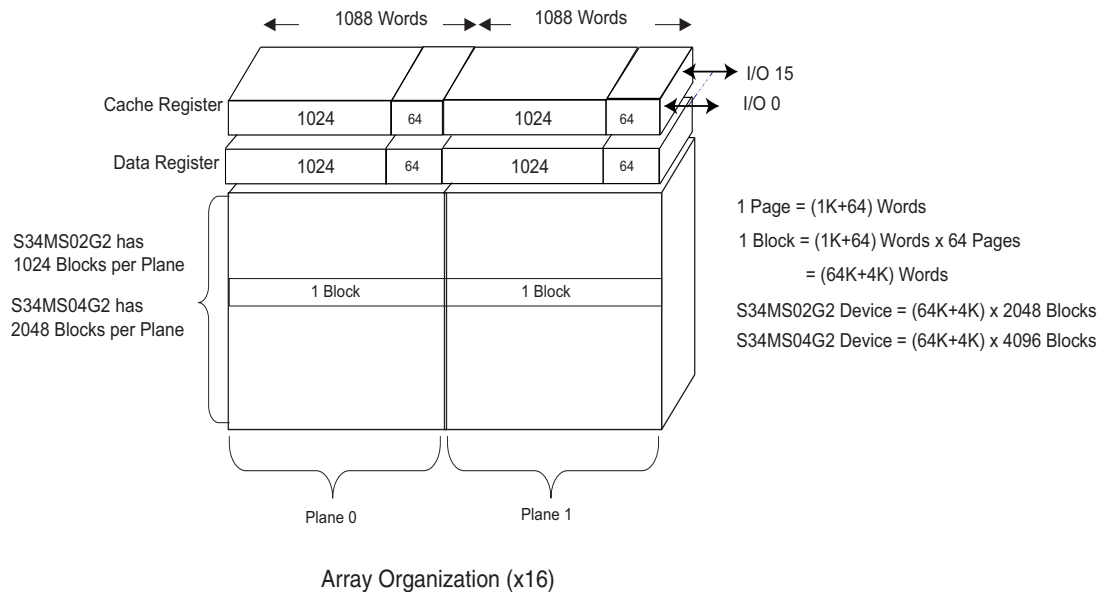 1088 Words 1088 Words
I/O 15
I/O 0
Cache Register 1024 64 1024 64
Data Register 1024 64 1024 64
S34MS02G2 has
1024 Blocks per Plane
S34MS04G2 has
2048 Blocks per Plane
1 Block 1 Block
1 Page = (1K+64) Words
1 Block = (1K+64) Words x 64 Pages
= (64K+4K) Words
S34MS02G2 Device = (64K+4K) x 2048 Blocks
S34MS04G2 Device = (64K+4K) x 4096 Blocks
Plane 0 Plane 1
Array Organization (x16)